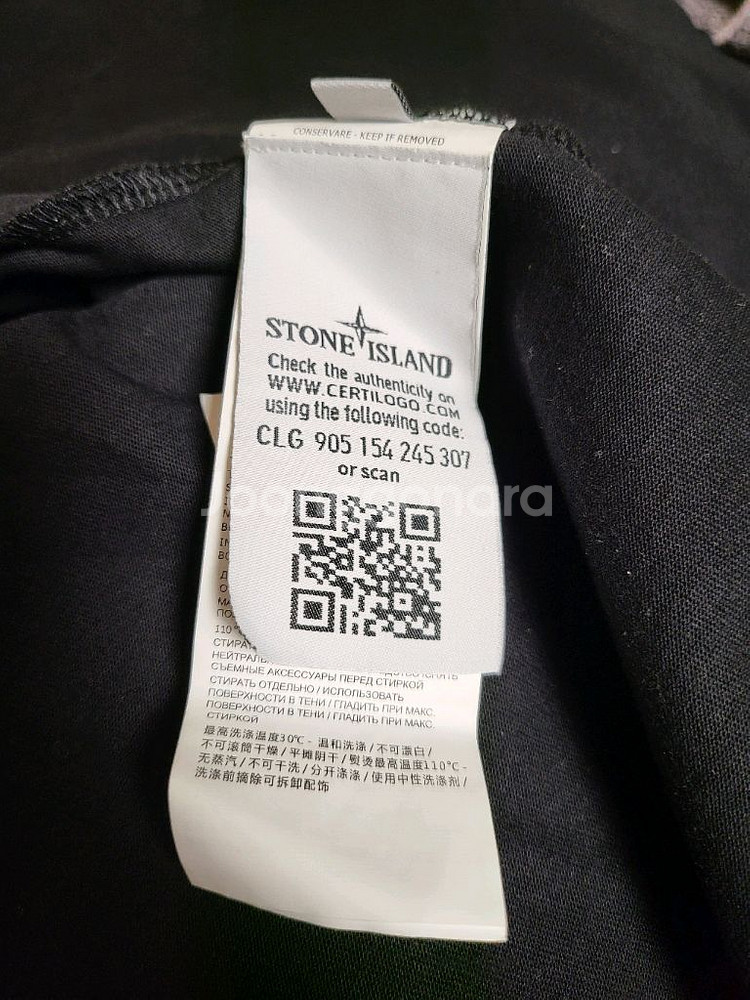 CONSERVARE - KEEP IF REMOVED
STONE ISLAND
Check the authenticity on
WWW.CERTILOGO.COM
using the following code:
CLG 905 154 245 307
or scan
110°
СТИРАТЬ
НЕЙТРАЛЬ
СЪЕМНЫЕ АКСЕССУАРЫ ПЕРЕД СТИРКОЙ
СТИРАТЬ ОТДЕЛЬНО / ИСПОЛЬЗОВАТЬ
ПОВЕРХНОСТИ В ТЕНИ / ГЛАДИТЬ ПРИ МАКС.
ПОВЕРХНОСТИ В ТЕНИ / ГЛАДИТЬ ПРИ МАКС.
СТИРКОЙ
最高洗涤温度30℃ - 温和洗涤 / 不可漂白 /
不可滚筒干燥 / 平摊阴干 / 熨烫最高温度110℃ -
无蒸汽 / 不可干洗 / 分开涤涤 / 使用中性洗涤剂 /
洗涤前摘除可拆卸配饰